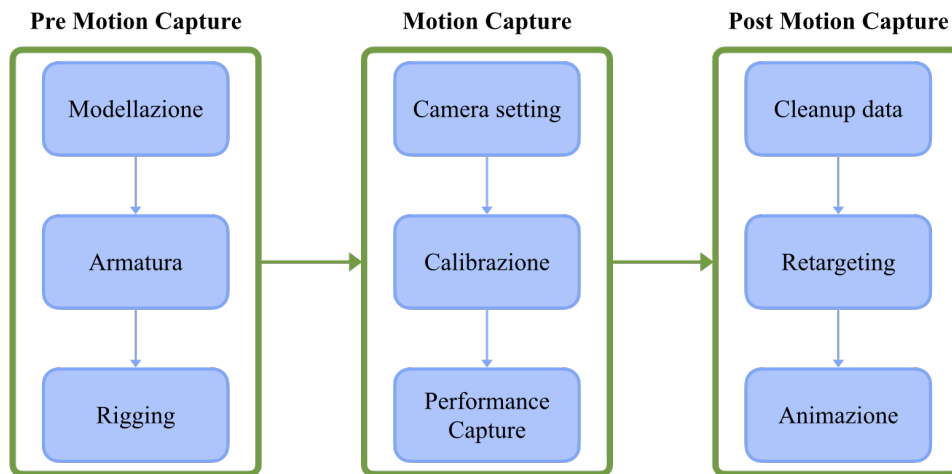 Pre Motion Capture
Modellazione
Armatura
Rigging
Motion Capture
Camera setting
Calibrazione
Performance
Capture
Post Motion Capture
Cleanup data
Retargeting
Animazione